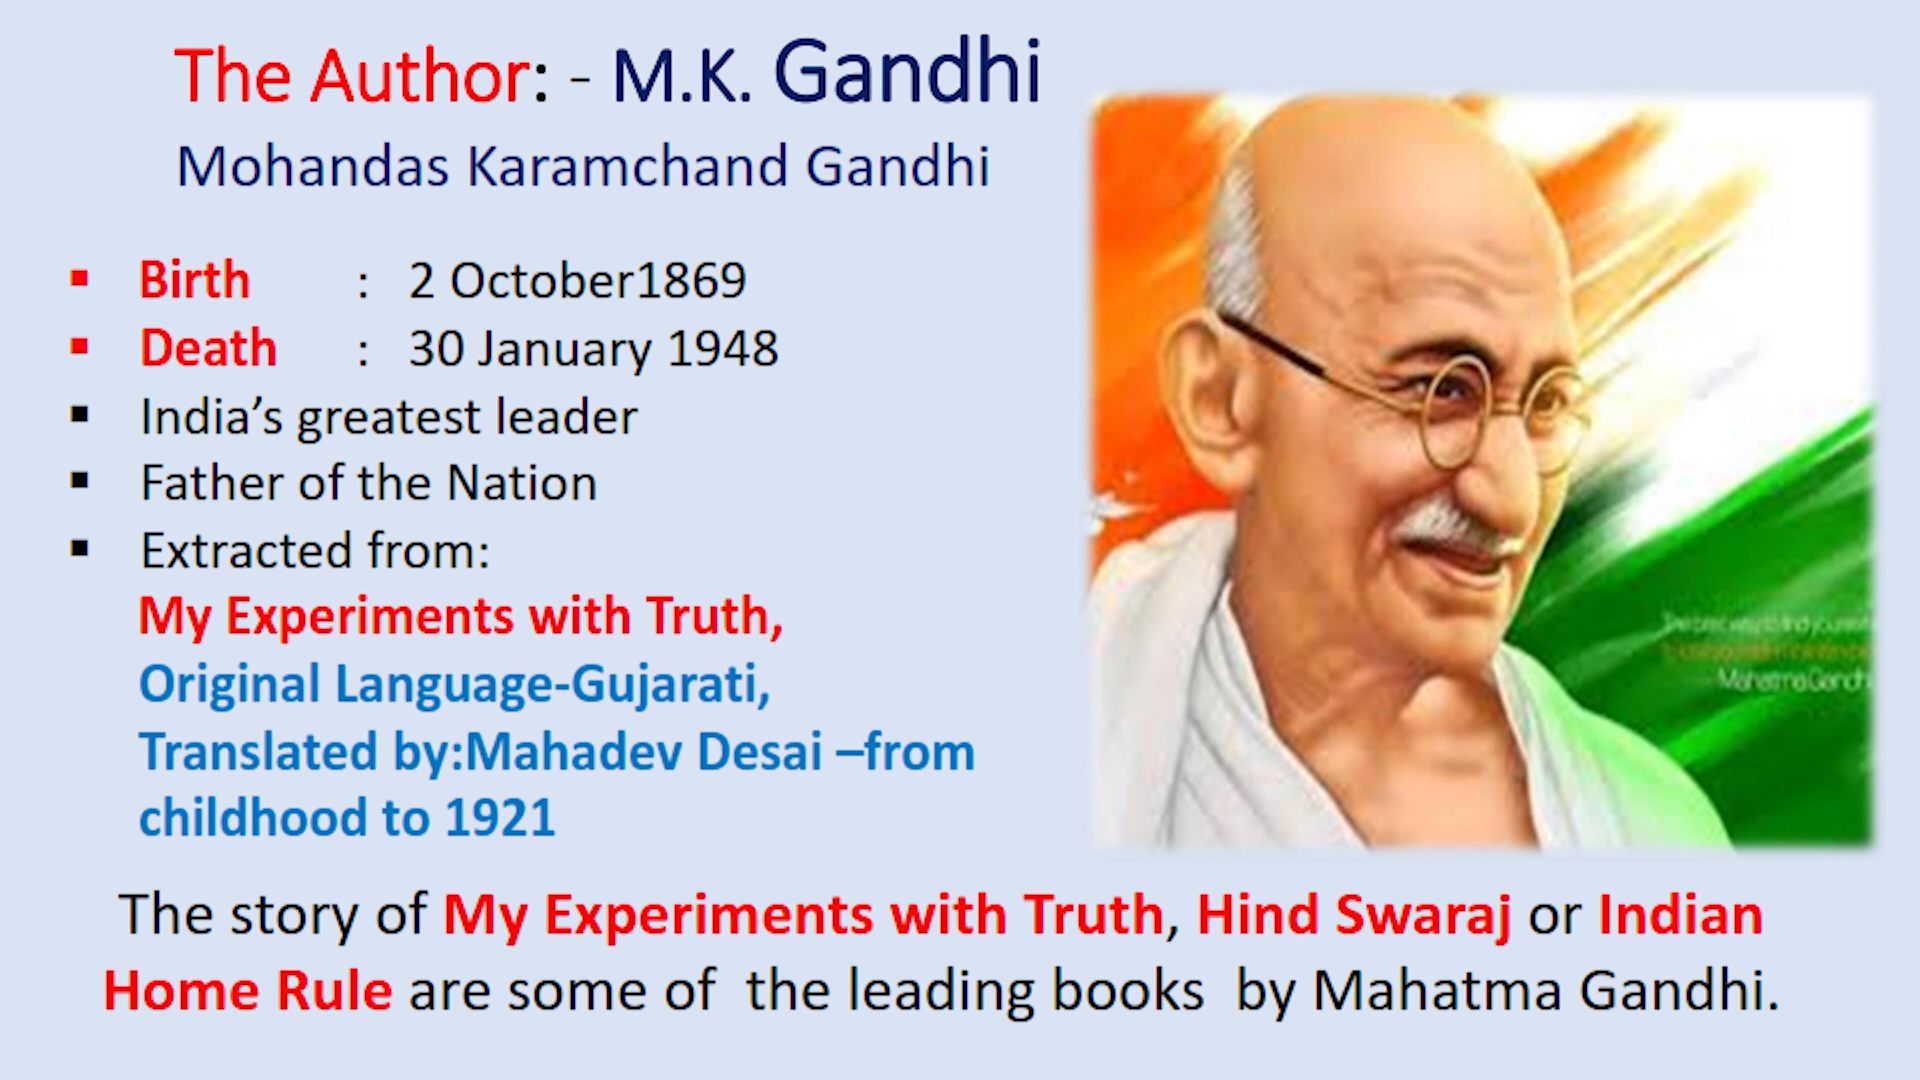 The Author: - M.K. Gandhi
Mohandas Karamchand Gandhi
▪ Birth : 2 October1869
▪ Death : 30 January 1948
▪ India’s greatest leader
▪ Father of the Nation
▪ Extracted from:
My Experiments with Truth,
Original Language-Gujarati,
Translated by:Mahadev Desai –from
childhood to 1921
Mahatma Gandhi
The story of My Experiments with Truth, Hind Swaraj or Indian
Home Rule are some of the leading books by Mahatma Gandhi.